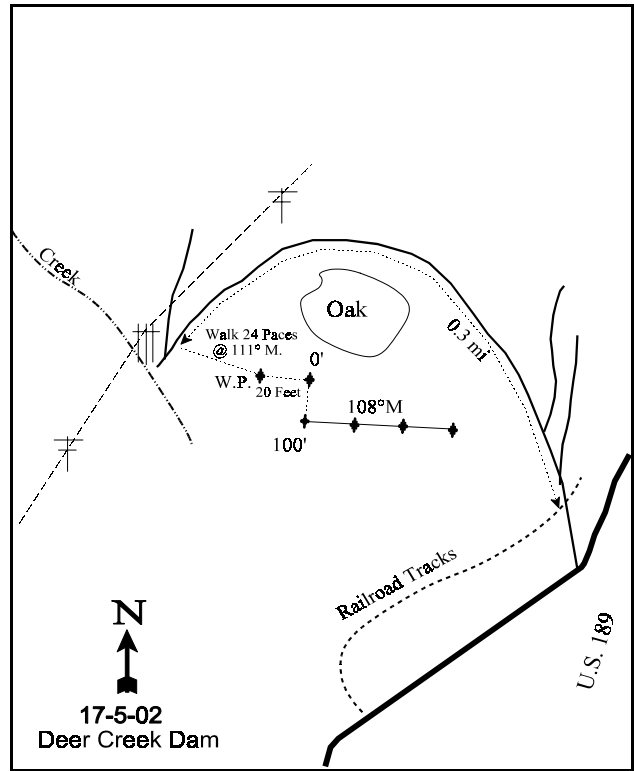 Creek
Oak
0.3 mi
Walk 24 Paces
@ 111° M.
0'
W.P.
20 Feet
108°M
100'
Railroad Tracks
U.S. 189
N
17-5-02
Deer Creek Dam